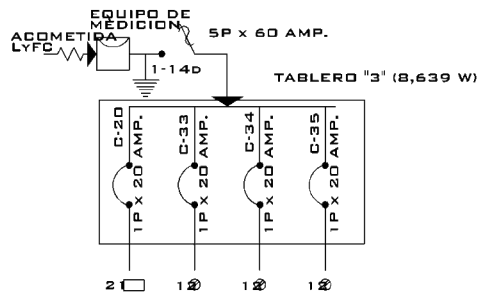 EQUIPO DE
MEDICION
ACOMETIDA
LYFC
5P x 60 AMP.
1-14D
TABLERO "3" (8,639 W)
C-20
1P x 20 AMP.
C-33
1P x 20 AMP.
C-34
1P x 20 AMP.
C-35
1P x 20 AMP.
21
12
12
12